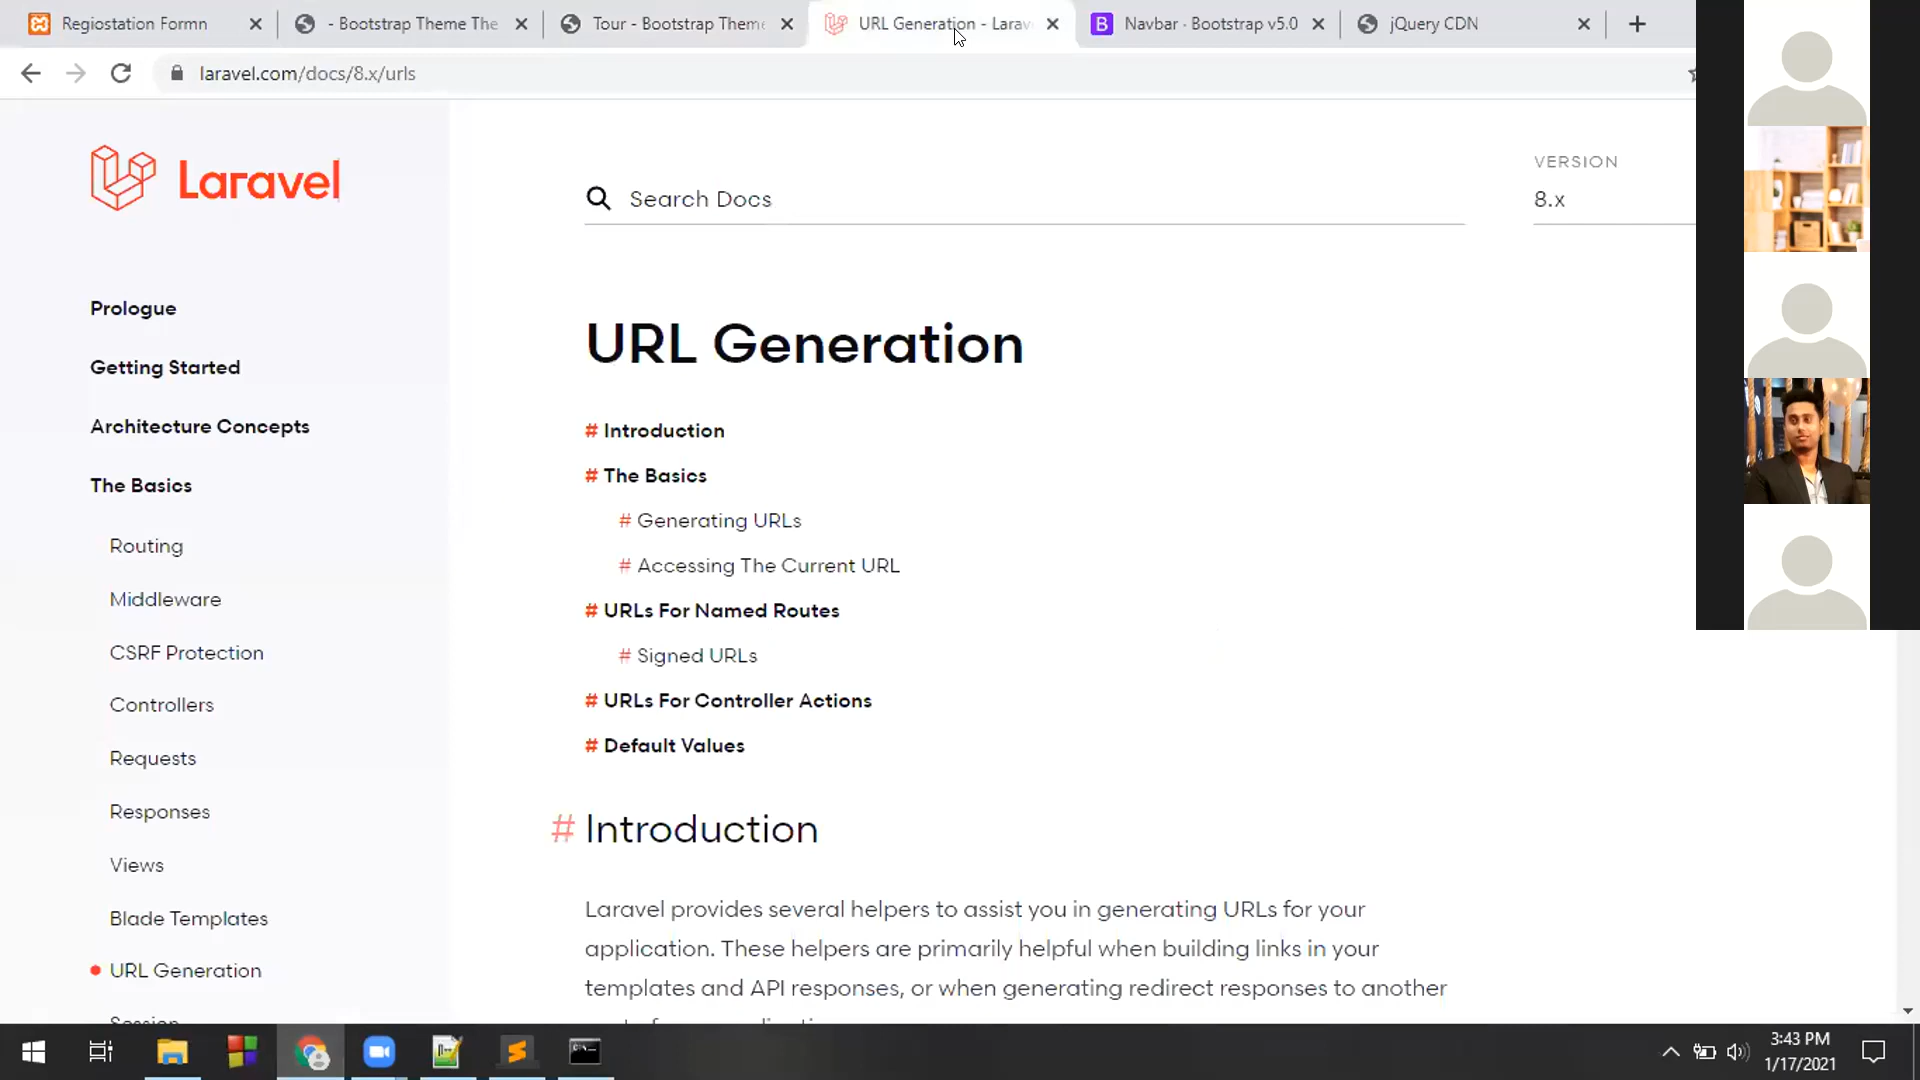 Regiostation Formn
- Bootstrap Theme The
Tour - Bootstrap Theme
URL Generation - Larav
Navbar · Bootstrap v5.0
jQuery CDN
laravel.com/docs/8.x/urls
Laravel
Search Docs
VERSION
8.x
Prologue
Getting Started
Architecture Concepts
The Basics
Routing
Middleware
CSRF Protection
Controllers
Requests
Responses
Views
Blade Templates
URL Generation
Session
URL Generation
# Introduction
# The Basics
# Generating URLs
# Accessing The Current URL
# URLs For Named Routes
# Signed URLs
# URLs For Controller Actions
# Default Values
# Introduction
Laravel provides several helpers to assist you in generating URLs for your
application. These helpers are primarily helpful when building links in your
templates and API responses, or when generating redirect responses to another
3:43 PM
1/17/2021